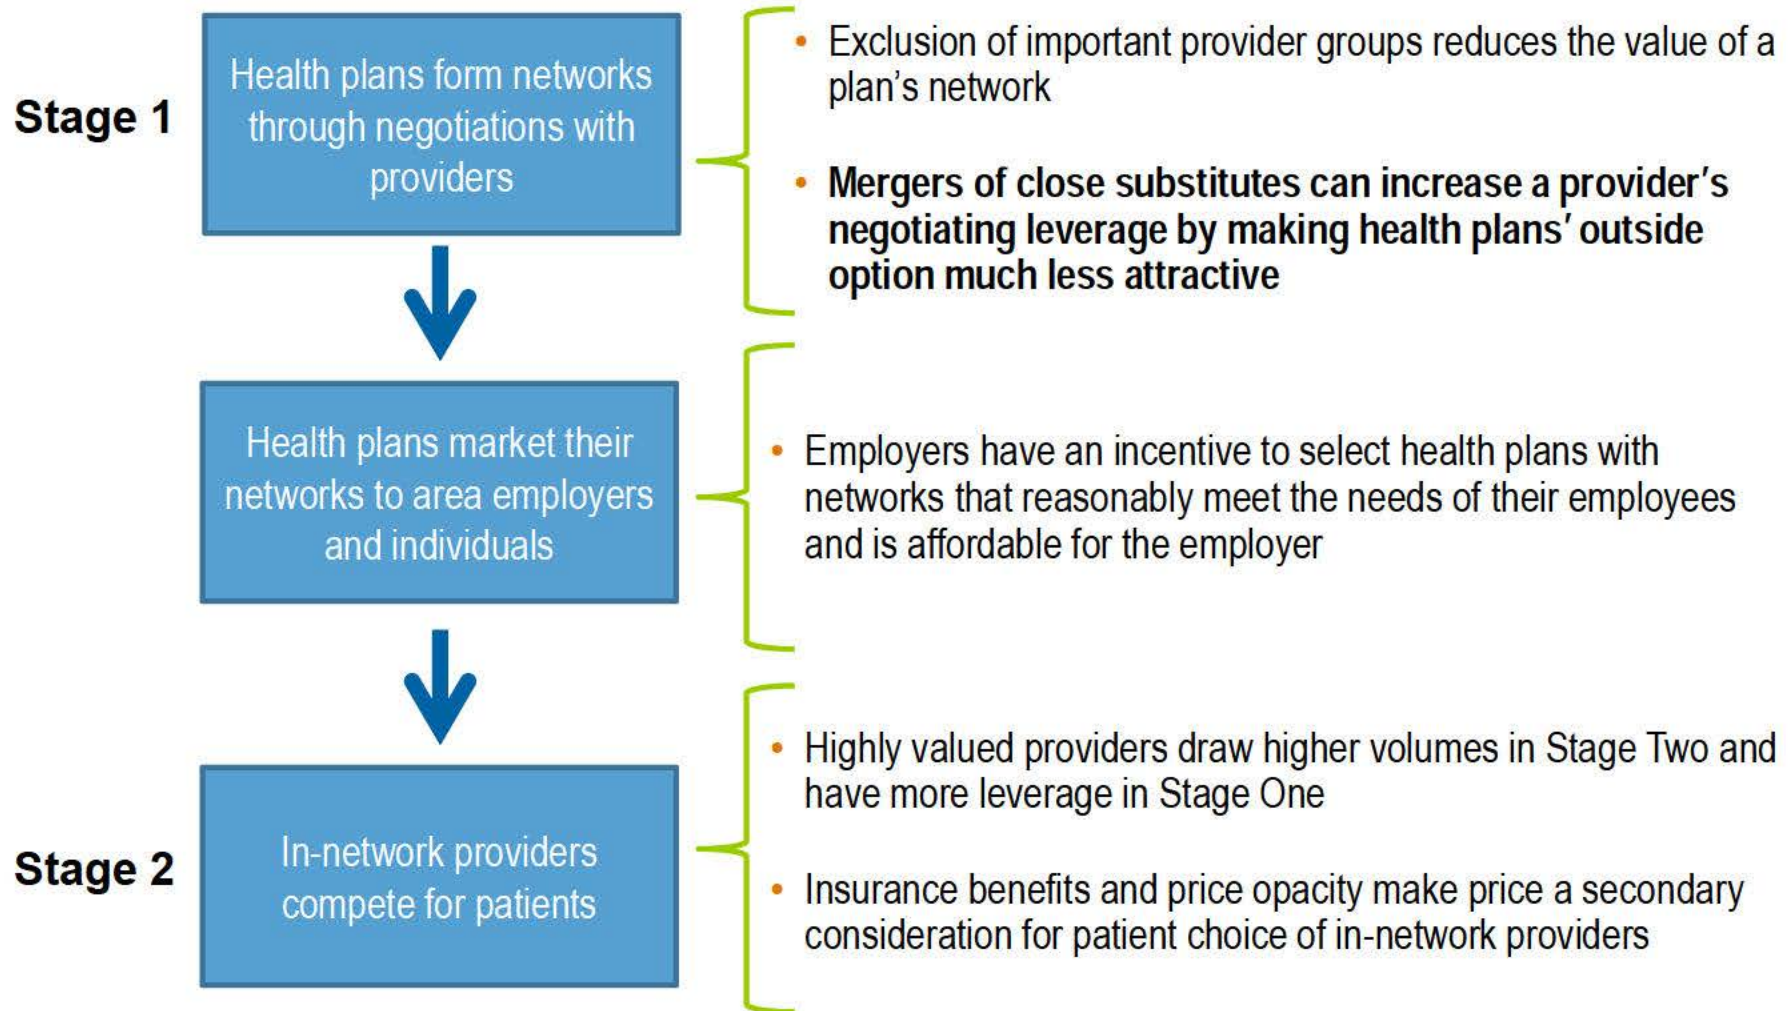 Stage 1
Health plans form networks
through negotiations with
providers
• Exclusion of important provider groups reduces the value of a
plan’s network
• Mergers of close substitutes can increase a provider’s
negotiating leverage by making health plans’ outside
option much less attractive
Health plans market their
networks to area employers
and individuals
• Employers have an incentive to select health plans with
networks that reasonably meet the needs of their employees
and is affordable for the employer
Stage 2
In-network providers
compete for patients
• Highly valued providers draw higher volumes in Stage Two and
have more leverage in Stage One
• Insurance benefits and price opacity make price a secondary
consideration for patient choice of in-network providers